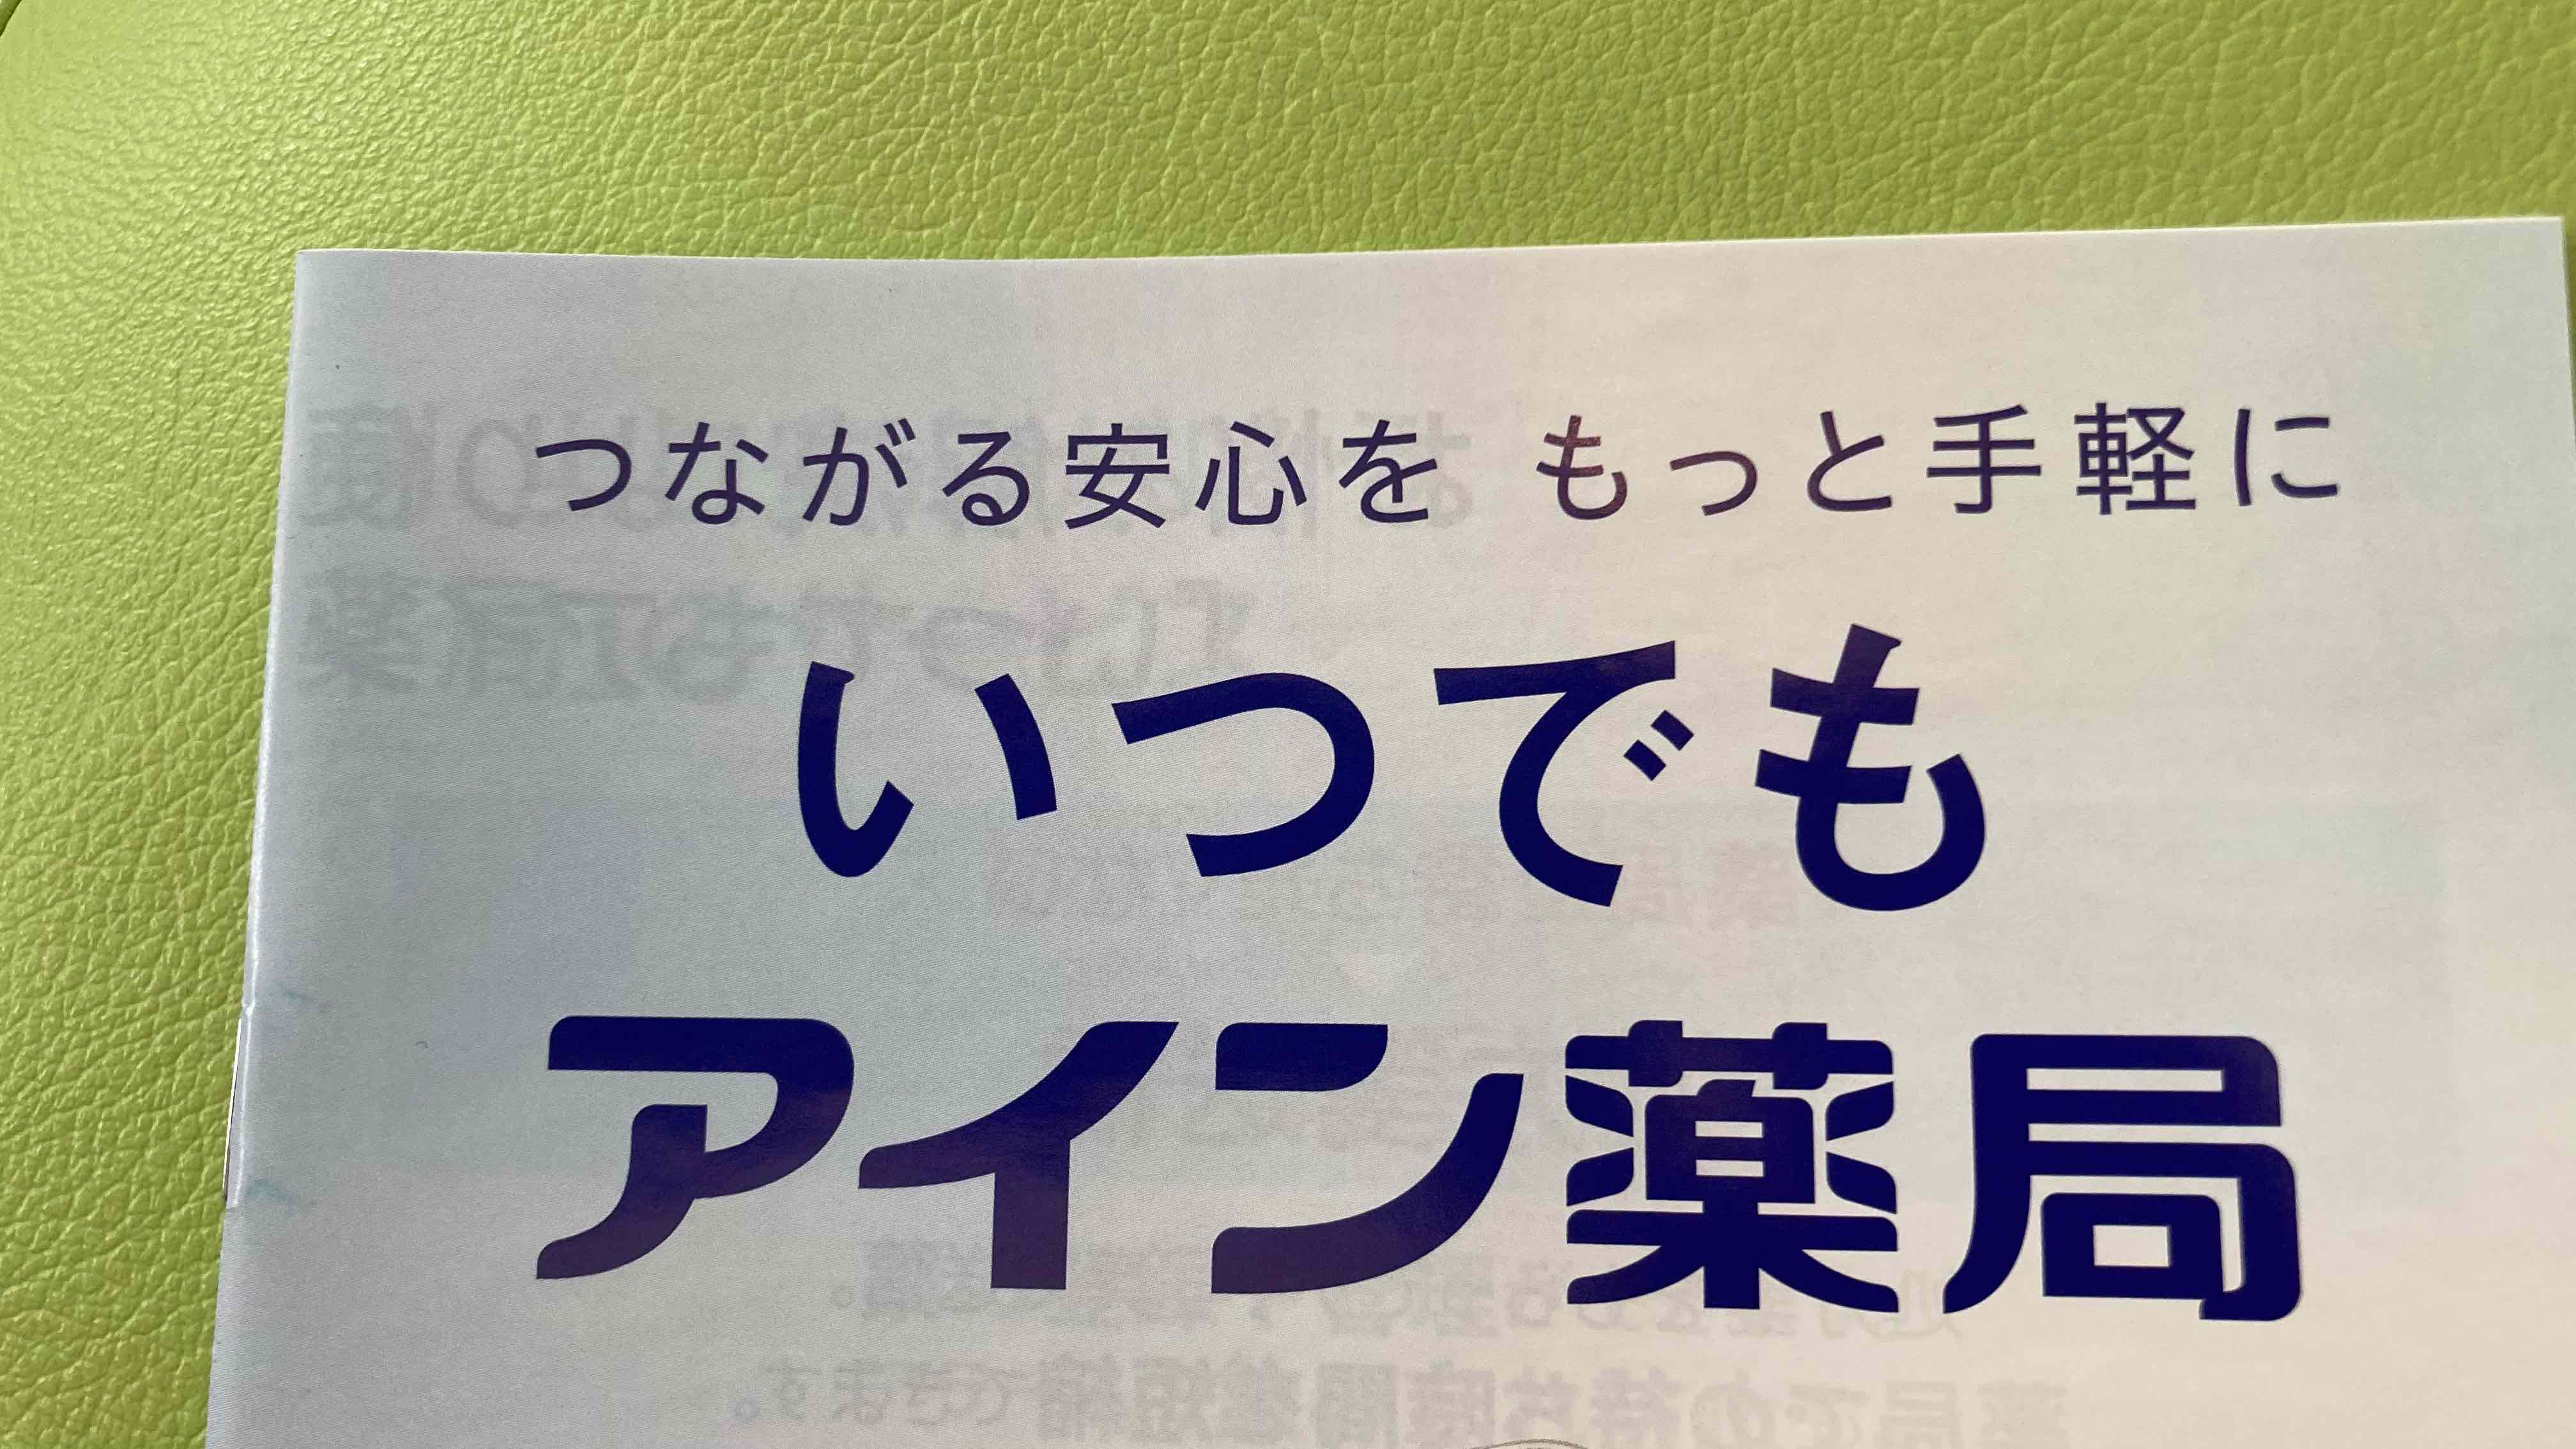 つながる安心を もっと手軽に
いつでも
アイン薬局